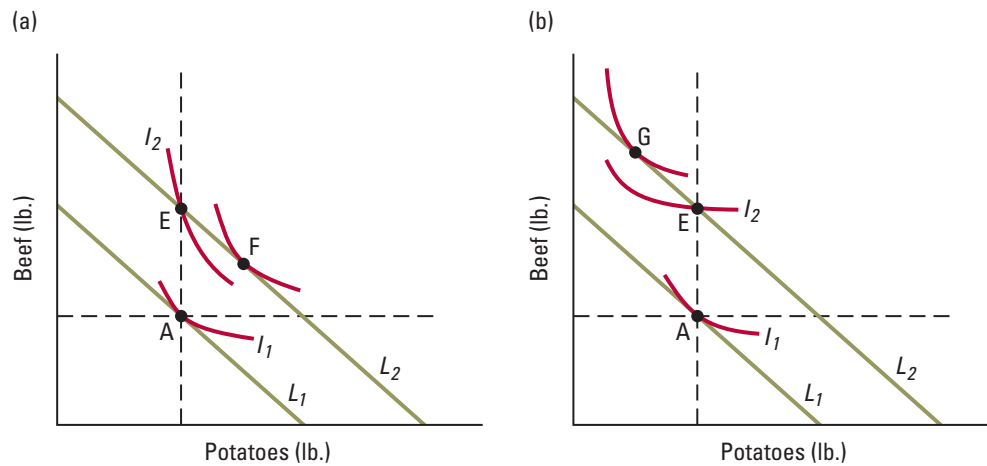 (a)
I2
E
F
A
I1
L1
L2
Beef (lb.)
Potatoes (lb.)
(b)
G
E
I2
A
I1
L1
L2
Beef (lb.)
Potatoes (lb.)